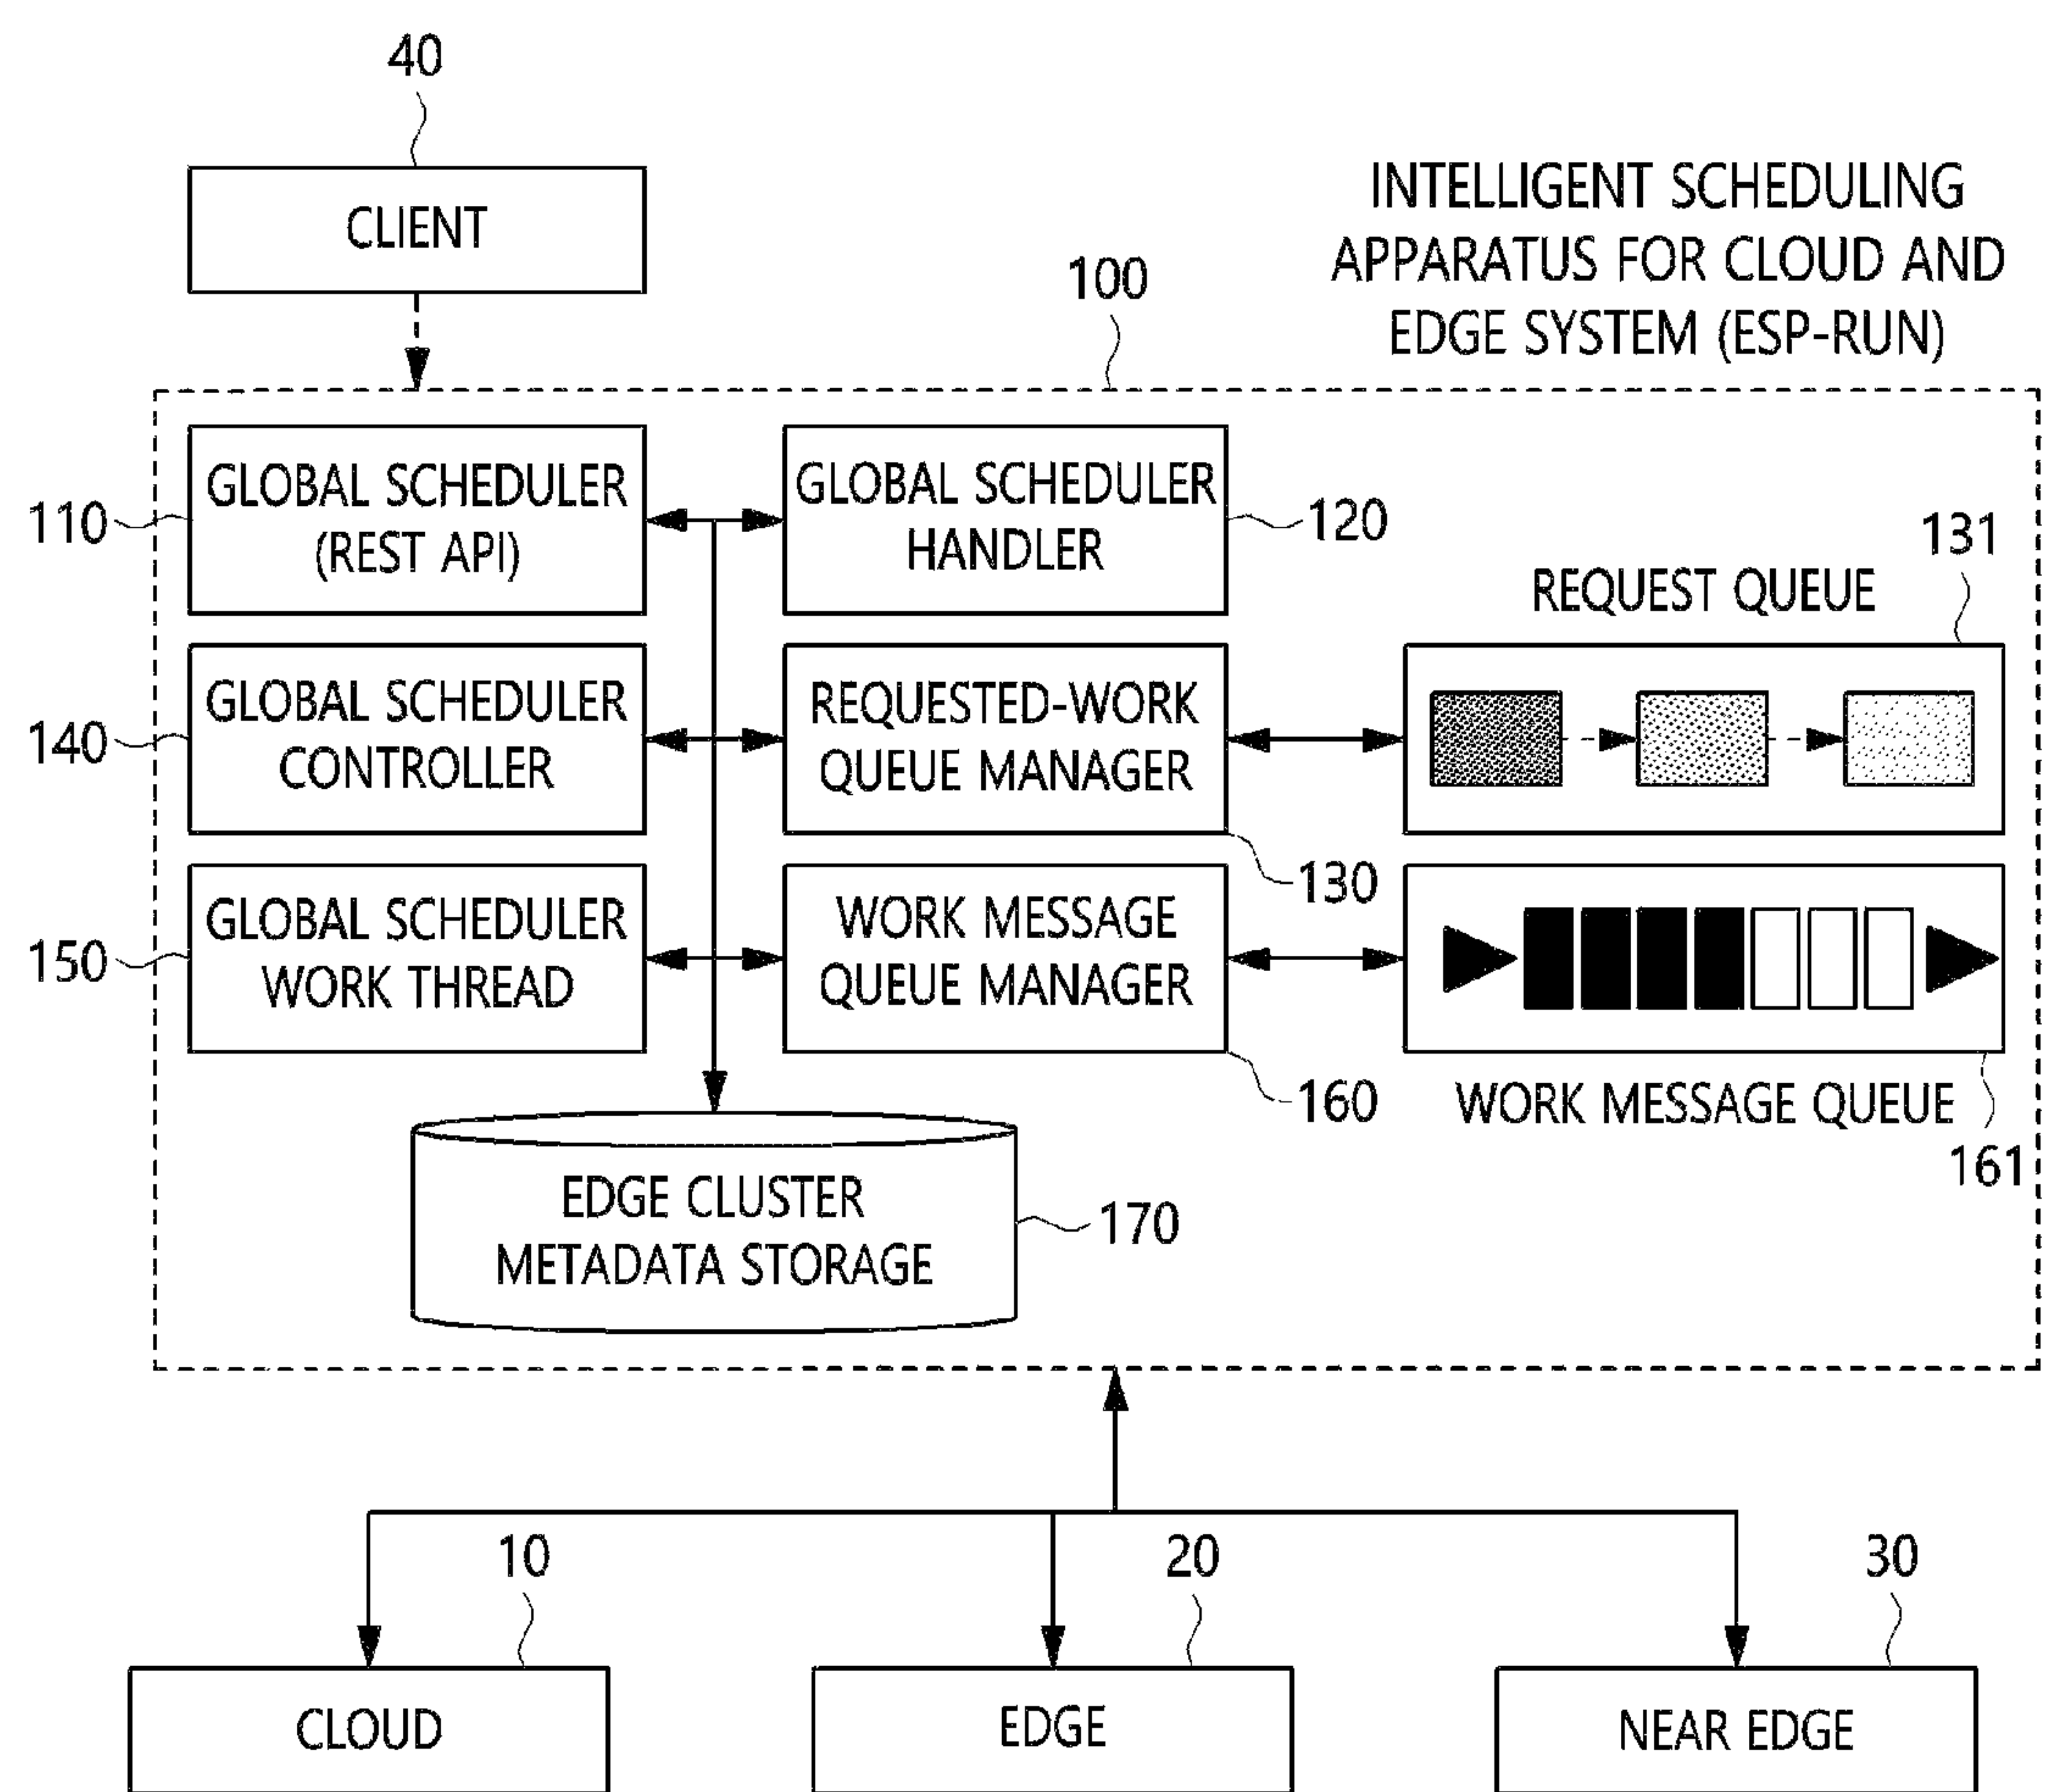 40
CLIENT
INTELLIGENT SCHEDULING
APPARATUS FOR CLOUD AND
EDGE SYSTEM (ESP-RUN)
100
110
GLOBAL SCHEDULER
(REST API)
GLOBAL SCHEDULER
HANDLER
120
131
REQUEST QUEUE
140
GLOBAL SCHEDULER
CONTROLLER
REQUESTED-WORK
QUEUE MANAGER
130
150
GLOBAL SCHEDULER
WORK THREAD
WORK MESSAGE
QUEUE MANAGER
160
WORK MESSAGE QUEUE
161
EDGE CLUSTER
METADATA STORAGE
170
10
20
30
CLOUD
EDGE
NEAR EDGE